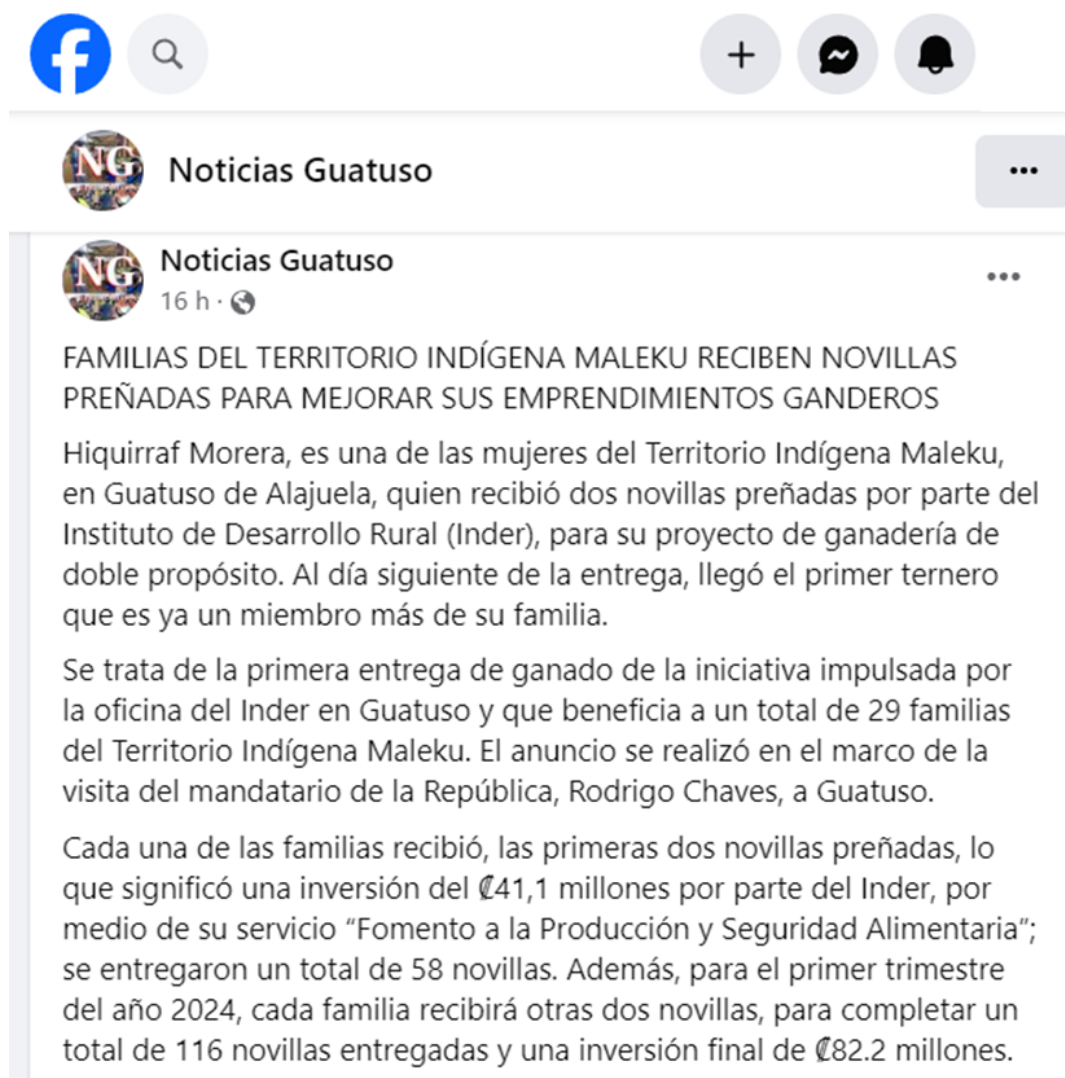 NG
Noticias Guatuso
NG
Noticias Guatuso
16 h ·
FAMILIAS DEL TERRITORIO INDÍGENA MALEKU RECIBEN NOVILLAS
PREÑADAS PARA MEJORAR SUS EMPRENDIMIENTOS GANDEROS
Hiquirraf Morera, es una de las mujeres del Territorio Indígena Maleku,
en Guatuso de Alajuela, quien recibió dos novillas preñadas por parte del
Instituto de Desarrollo Rural (Inder), para su proyecto de ganadería de
doble propósito. Al día siguiente de la entrega, llegó el primer ternero
que es ya un miembro más de su familia.
Se trata de la primera entrega de ganado de la iniciativa impulsada por
la oficina del Inder en Guatuso y que beneficia a un total de 29 familias
del Territorio Indígena Maleku. El anuncio se realizó en el marco de la
visita del mandatario de la República, Rodrigo Chaves, a Guatuso.
Cada una de las familias recibió, las primeras dos novillas preñadas, lo
que significó una inversión del ₡41,1 millones por parte del Inder, por
medio de su servicio “Fomento a la Producción y Seguridad Alimentaria”;
se entregaron un total de 58 novillas. Además, para el primer trimestre
del año 2024, cada familia recibirá otras dos novillas, para completar un
total de 116 novillas entregadas y una inversión final de ₡82.2 millones.